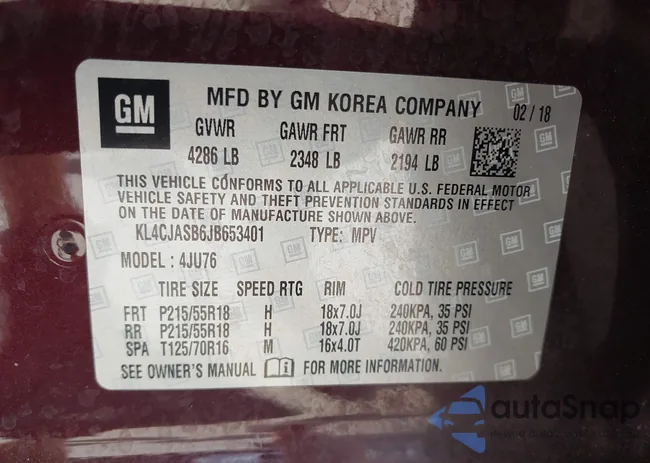 GM
MFD BY GM KOREA COMPANY 02 / 18
GVWR GAWR FRT GAWR RR
4286 LB 2348 LB 2194 LB
THIS VEHICLE CONFORMS TO ALL APPLICABLE U.S. FEDERAL MOTOR
VEHICLE SAFETY AND THEFT PREVENTION STANDARDS IN EFFECT
ON THE DATE OF MANUFACTURE SHOWN ABOVE.
KL4CJASB6JB653401 TYPE: MPV
MODEL : 4JU76
TIRE SIZE SPEED RTG RIM COLD TIRE PRESSURE
FRT P215/55R18 H 18x7.0J 240KPA, 35 PSI
RR P215/55R18 H 18x7.0J 240KPA, 35 PSI
SPA T125/70R16 M 16x4.0T 420KPA, 60 PSI
SEE OWNER'S MANUAL FOR MORE INFORMATION
autoSnap